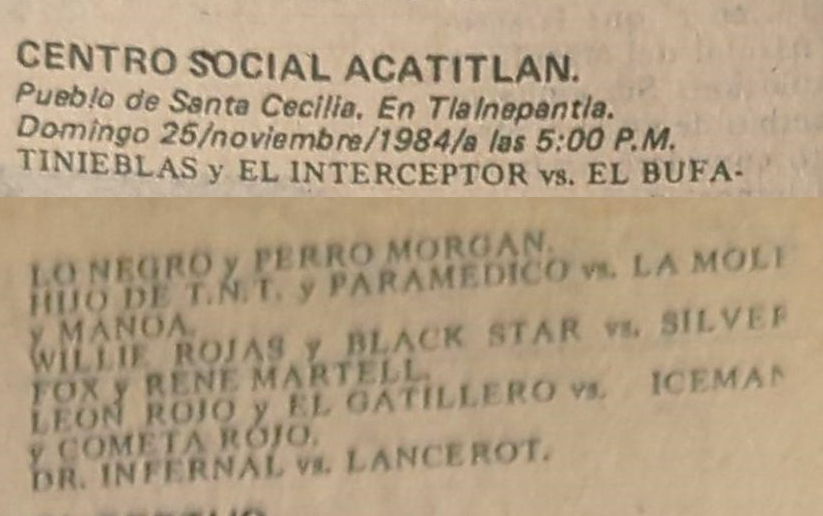 CENTRO SOCIAL ACATITLAN.
Pueblo de Santa Cecilia. En Tlalnepantla.
Domingo 25/noviembre/1984/a las 5:00 P.M.
TINIEBLAS y EL INTERCEPTOR vs. EL BUFA-
LO NEGRO y PERRO MORGAN.
HIJO DE T.N.T. y PARAMEDICO vs. LA MOLE
y MANOA.
WILLIE ROJAS y BLACK STAR vs. SILVER
FOX y RENE MARTELL.
LEON ROJO y EL GATILLERO vs. ICEMAN
y COMETA ROJO.
DR. INFERNAL vs. LANCEROT.